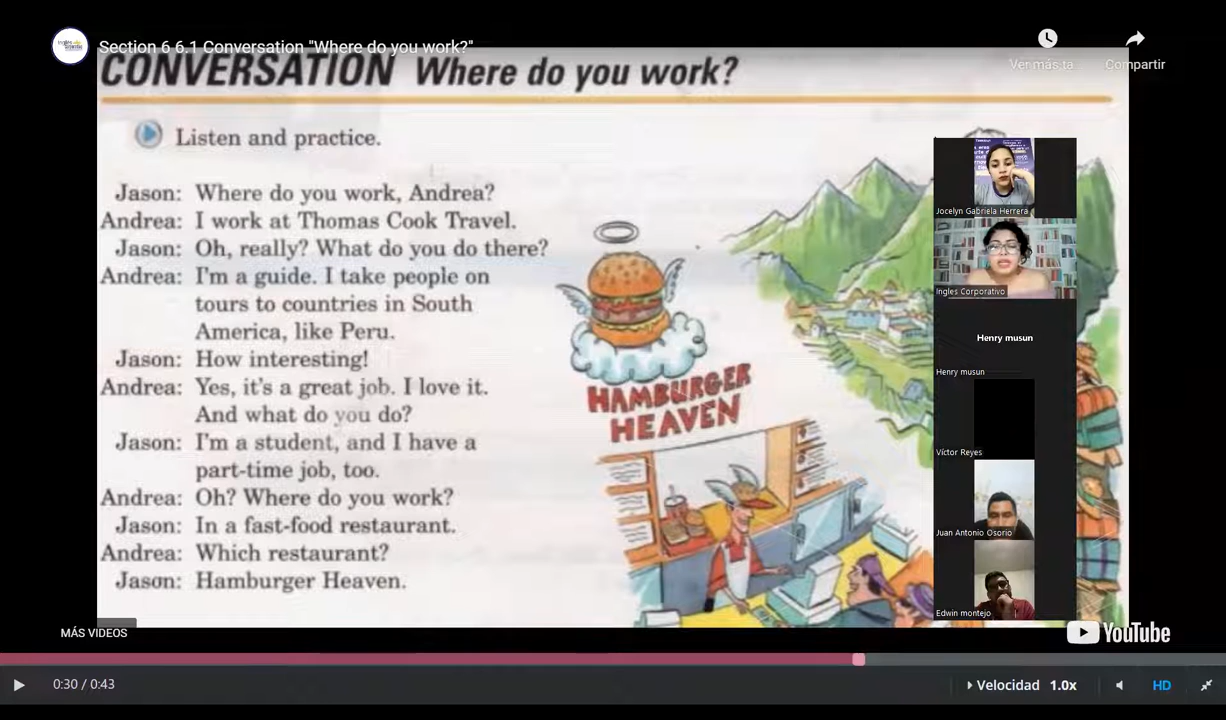 Section 6 6.1 Conversation "Where do you work?"
Ver más ta
Compartir
CONVERSATION Where do you work?
Listen and practice.
Jason: Where do you work, Andrea?
Andrea: I work at Thomas Cook Travel.
Jason: Oh, really? What do you do there?
Andrea: I'm a guide. I take people on
tours to countries in South
America, like Peru.
Jason: How interesting!
Andrea: Yes, it's a great job. I love it.
And what do you do?
Jason: I'm a student, and I have a
part-time job, too.
Andrea: Oh? Where do you work?
Jason: In a fast-food restaurant.
Andrea: Which restaurant?
Jason: Hamburger Heaven.
HAMBURGER
HEAVEN
Jocelyn Gabriela Herrera
Ingles Corporativo
Henry musun
Henry musun
Víctor Reyes
Juan Antonio Osorio
Edwin montejo
MÁS VIDEOS
YouTube
0:30 / 0:43
Velocidad 1.0x
HD